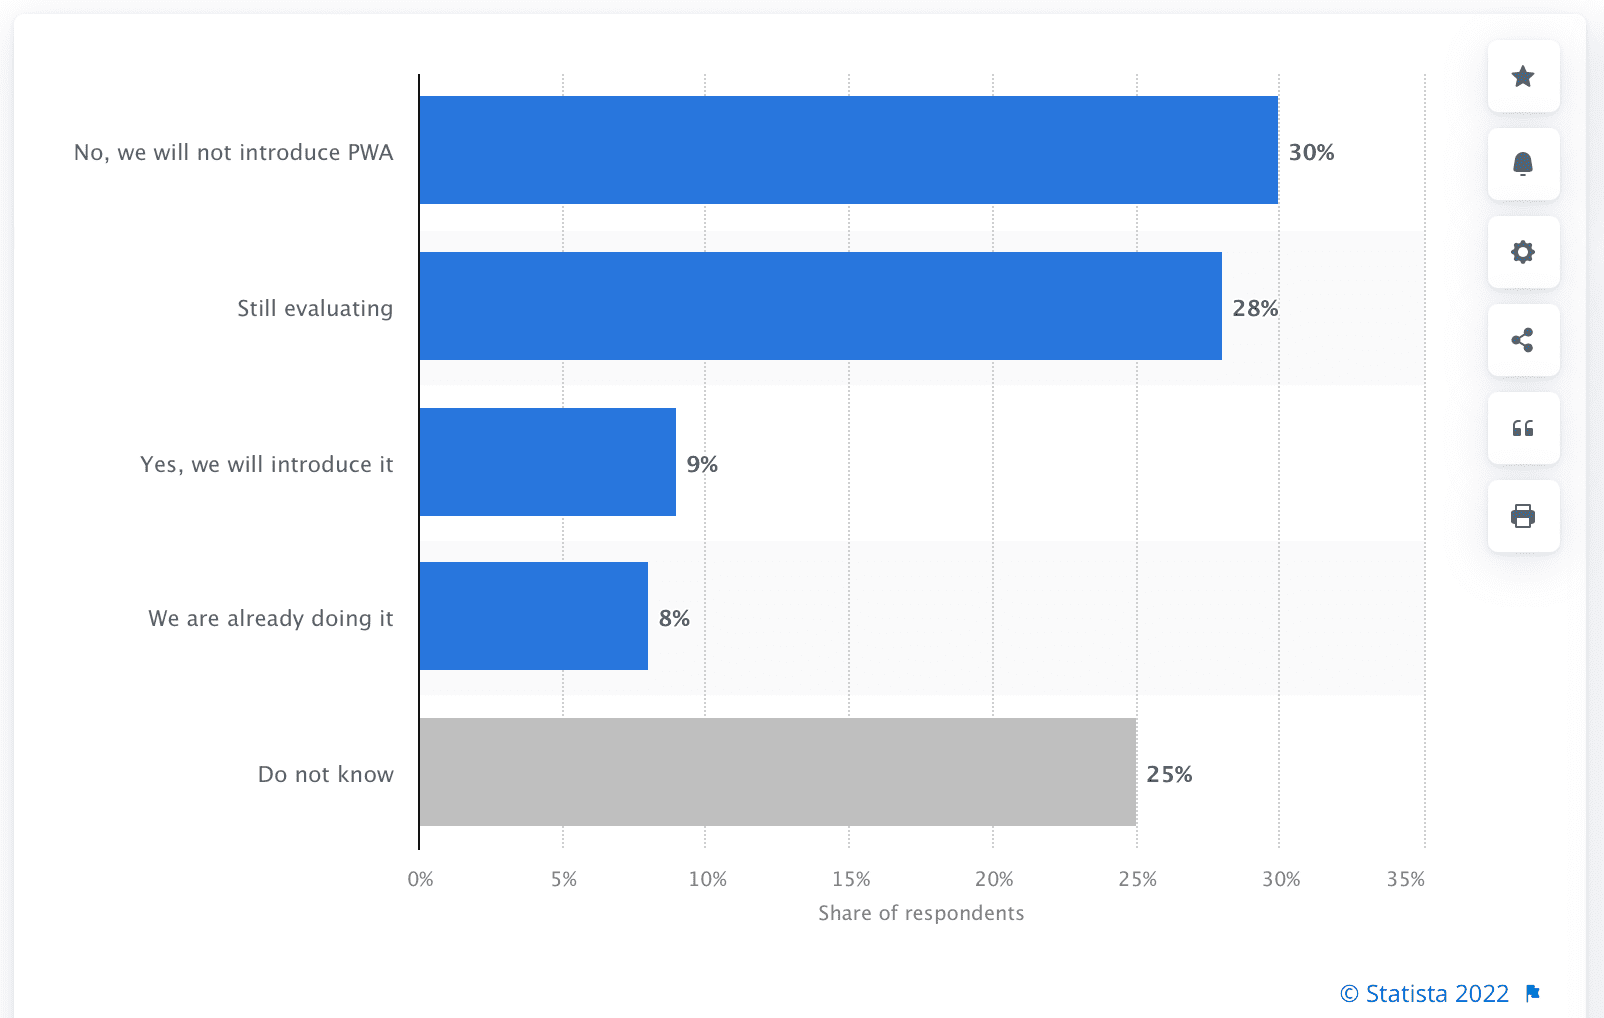 No, we will not introduce PWA
30%
Still evaluating
28%
Yes, we will introduce it
9%
We are already doing it
8%
Do not know
25%
0% 5% 10% 15% 20% 25% 30% 35%
Share of respondents
© Statista 2022